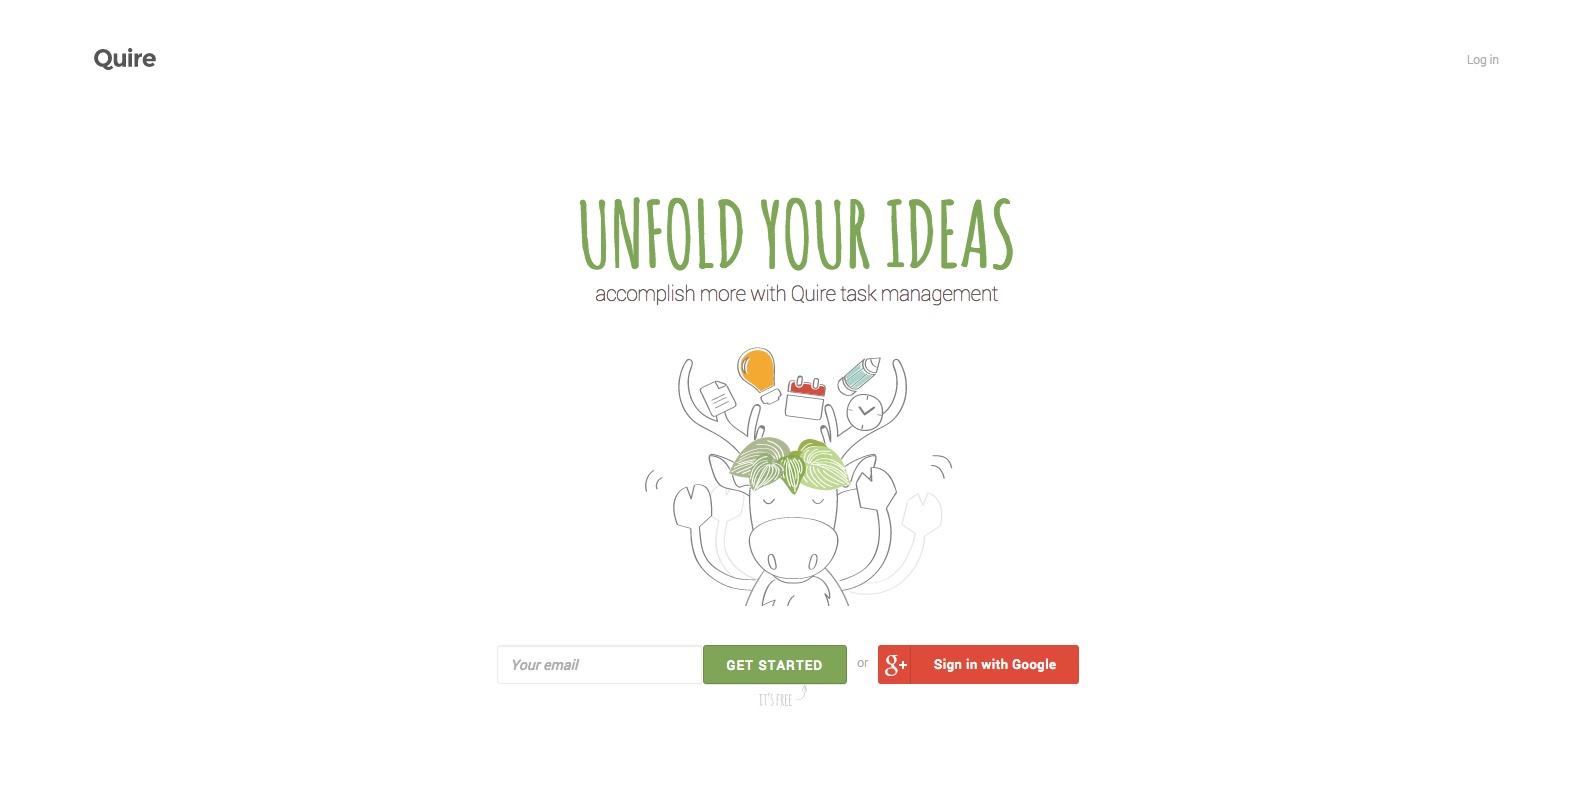 Quire
Log in
UNFOLD YOUR IDEAS
accomplish more with Quire task management
Your email
GET STARTED
or
g+
Sign in with Google
IT'S FREE